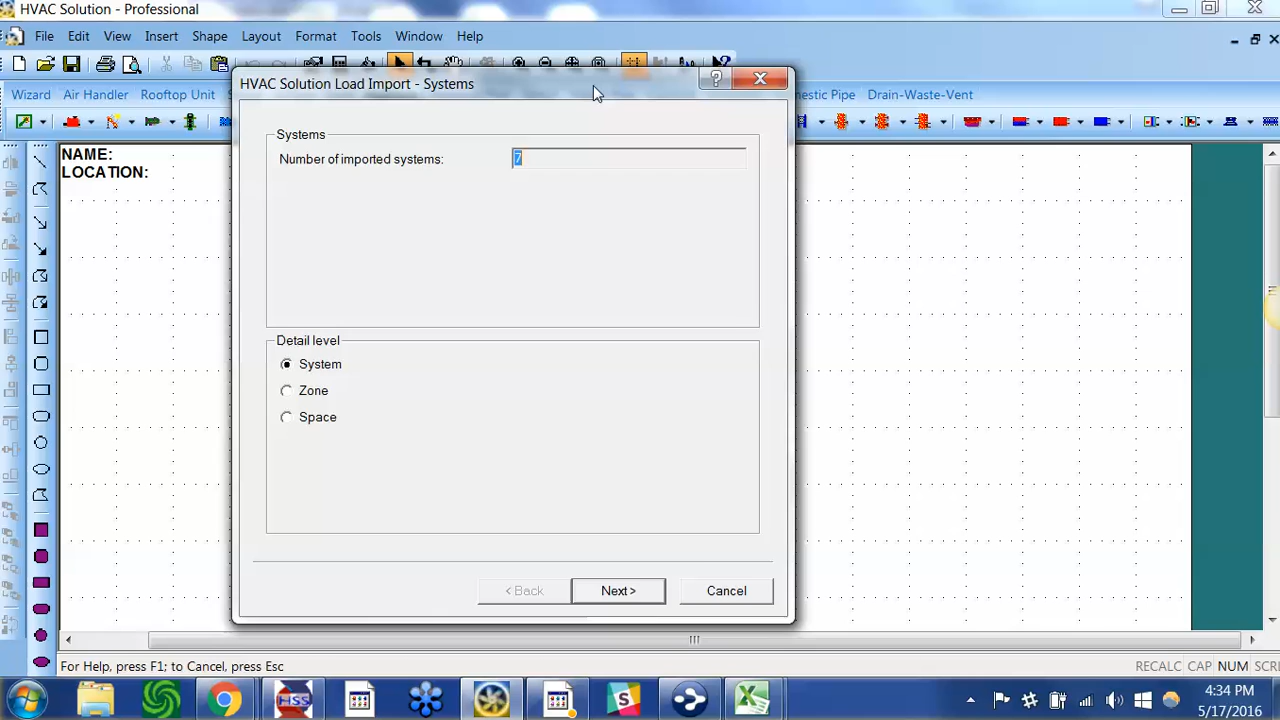 HVAC Solution - Professional
File Edit View Insert Shape Layout Format Tools Window Help
HVAC Solution Load Import - Systems
Wizard Air Handler Rooftop Unit
Pipe Drain-Waste-Vent
NAME:
LOCATION:
Systems
Number of imported systems: 7
Detail level
System
Zone
Space
< Back Next > Cancel
For Help, press F1; to Cancel, press Esc
RECALC CAP NUM SCR
MSS
S
X
4:34 PM
5/17/2016